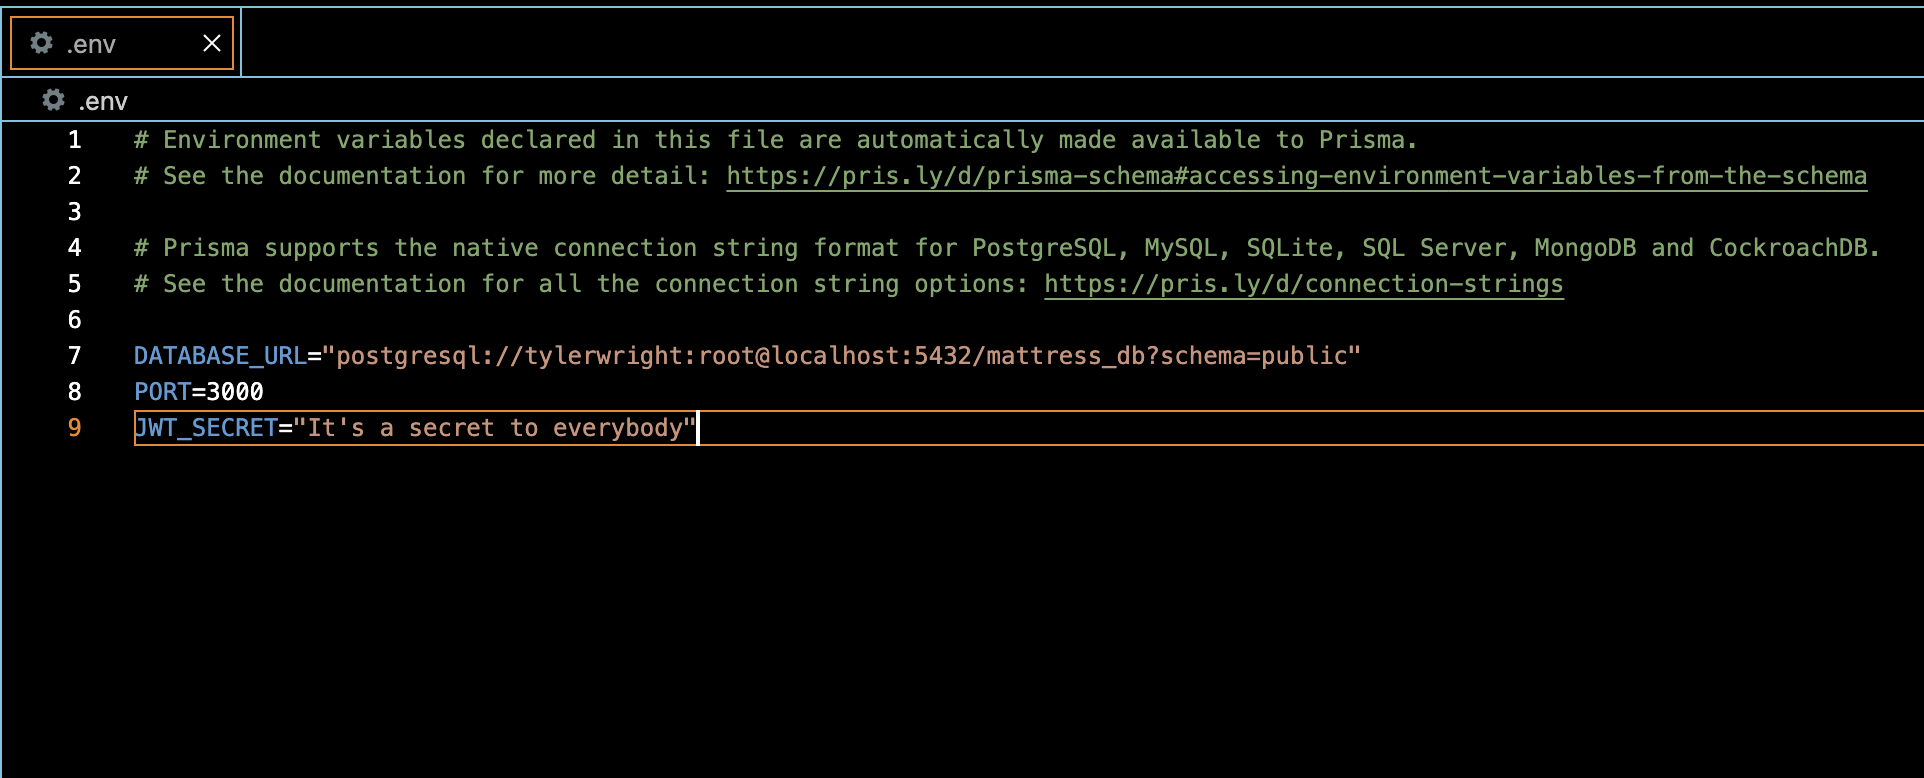 .env
.env
1 # Environment variables declared in this file are automatically made available to Prisma.
2 # See the documentation for more detail: https://pris.ly/d/prisma-schema#accessing-environment-variables-from-the-schema
3
4 # Prisma supports the native connection string format for PostgreSQL, MySQL, SQLite, SQL Server, MongoDB and CockroachDB.
5 # See the documentation for all the connection string options: https://pris.ly/d/connection-strings
6
7 DATABASE_URL="postgresql://tylerwright:root@localhost:5432/mattress_db?schema=public"
8 PORT=3000
9 JWT_SECRET="It's a secret to everybody"